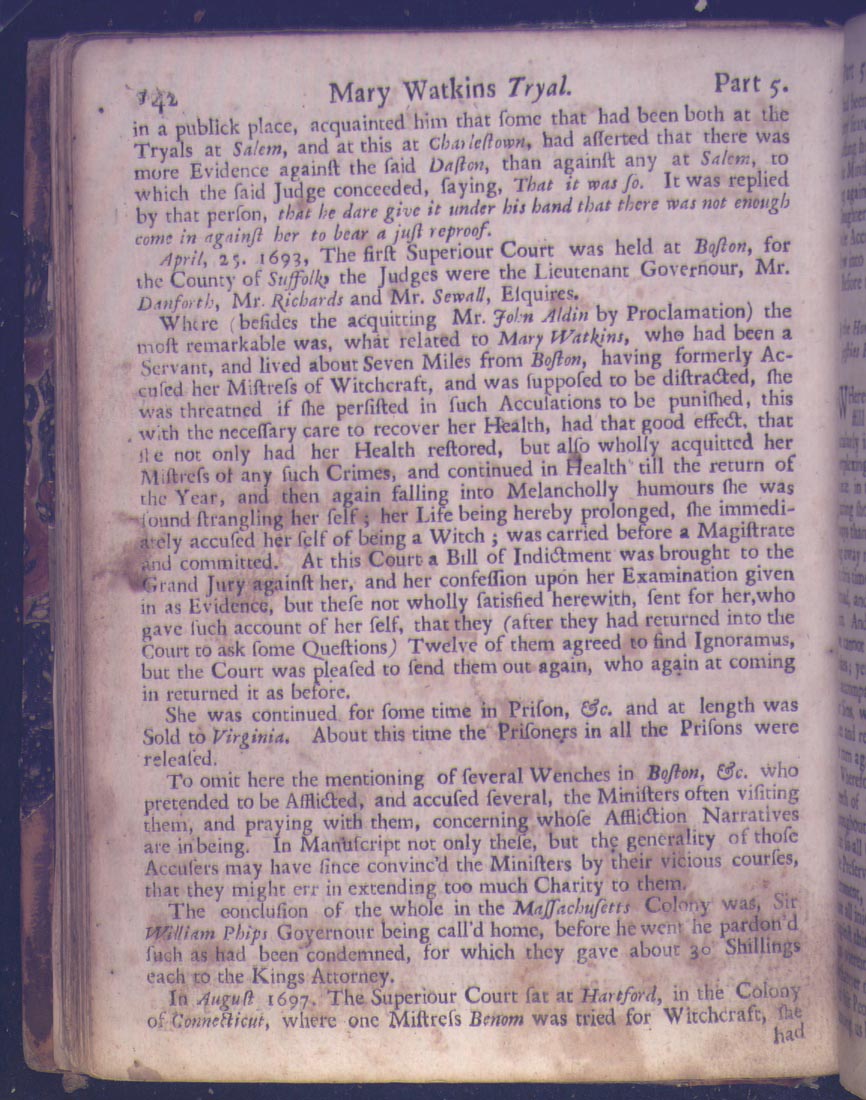 142 Mary Watkins Tryal. Part 5.
in a publick place, acquainted him that ſome that had been both at the
Tryals at Salem, and at this at Charleſtown, had aſſerted that there was
more Evidence againſt the ſaid Daſton, than againſt any at Salem, to
which the ſaid Judge conceeded, ſaying, That it was ſo. It was replied
by that perſon, that he dare give it under his hand that there was not enough
come in againſt her to bear a juſt reproof.
April, 25. 1693, The firſt Superiour Court was held at Boſton, for
the County of Suffolk, the Judges were the Lieutenant Governour, Mr.
Danforth, Mr. Richards and Mr. Sewall, Eſquires.
Where (beſides the acquitting Mr. John Aldin by Proclamation) the
moſt remarkable was, what related to Mary Watkins, who had been a
Servant, and lived about Seven Miles from Boſton, having formerly Ac-
cuſed her Miſtreſs of Witchcraft, and was ſuppoſed to be diſtracted, ſhe
was threatned if ſhe perſiſted in ſuch Accuſations to be puniſhed, this
with the neceſſary care to recover her Health, had that good effect, that
ſhe not only had her Health reſtored, but alſo wholly acquitted her
Miſtreſs of any ſuch Crimes, and continued in Health till the return of
the Year, and then again falling into Melancholly humours ſhe was
found ſtrangling her ſelf; her Life being hereby prolonged, ſhe immedi-
ately accuſed her ſelf of being a Witch; was carried before a Magiſtrate
and committed. At this Court a Bill of Indictment was brought to the
Grand Jury againſt her, and her confeſſion upon her Examination given
in as Evidence, but theſe not wholly ſatisfied herewith, ſent for her, who
gave ſuch account of her ſelf, that they (after they had returned into the
Court to ask ſome Queſtions) Twelve of them agreed to find Ignoramus,
but the Court was pleaſed to ſend them out again, who again at coming
in returned it as before.
She was continued for ſome time in Priſon, &c. and at length was
Sold to Virginia. About this time the Priſoners in all the Priſons were
releaſed.
To omit here the mentioning of ſeveral Wenches in Boſton, &c. who
pretended to be Afflicted, and accuſed ſeveral, the Miniſters often viſiting
them, and praying with them, concerning whoſe Affliction Narratives
are in being. In Manuſcript not only theſe, but the generality of thoſe
Accuſers may have ſince convinc'd the Miniſters by their vicious courſes,
that they might err in extending too much Charity to them.
The concluſion of the whole in the Maſſachuſetts Colony was, Sir
William Phips Governour being call'd home, before he went he pardon'd
ſuch as had been condemned, for which they gave about 30 Shillings
each to the Kings Attorney.
In Auguſt 1697. The Superiour Court ſat at Hartford, in the Colony
of Connecticut, where one Miſtreſs Benom was tried for Witchcraft, ſhe
had